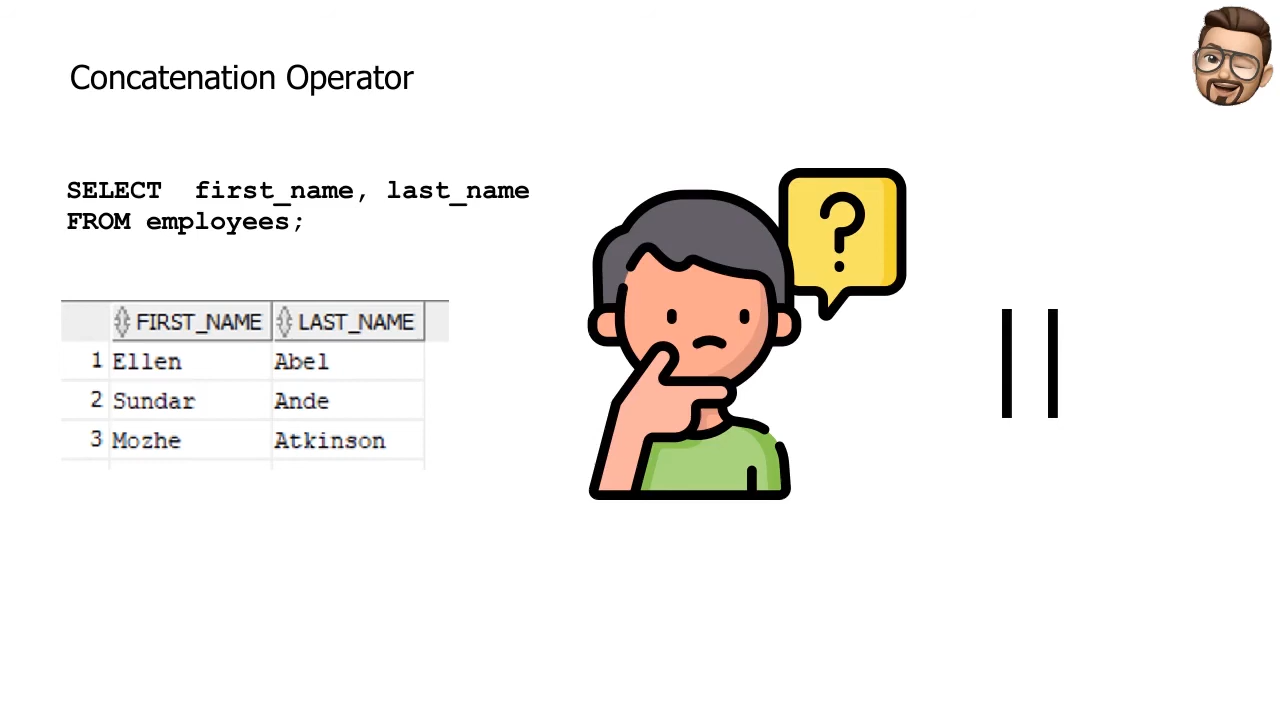 Concatenation Operator
SELECT  first_name, last_name
FROM employees;
FIRST_NAME LAST_NAME
1 Ellen Abel
2 Sundar Ande
3 Mozhe Atkinson
?
||